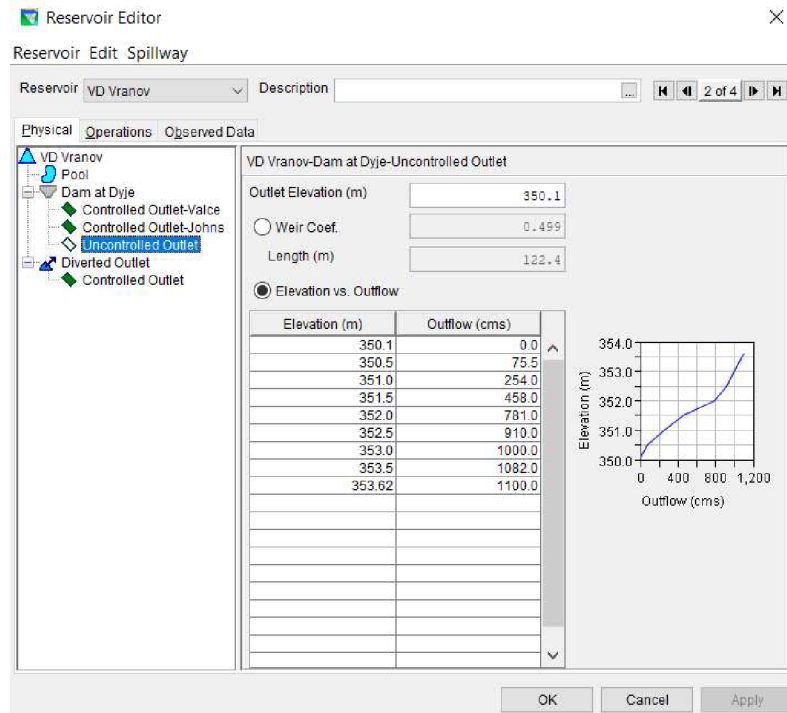 Reservoir Editor
Reservoir Edit Spillway
Reservoir VD Vranov Description ... 2 of 4
Physical Operations Observed Data
VD Vranov
Pool
Dam at Dyje
Controlled Outlet-Valce
Controlled Outlet-Johns
Uncontrolled Outlet
Diverted Outlet
Controlled Outlet
VD Vranov-Dam at Dyje-Uncontrolled Outlet
Outlet Elevation (m) 350.1
Weir Coef. 0.499
Length (m) 122.4
Elevation vs. Outflow
Elevation (m) Outflow (cms)
350.1 0.0
350.5 75.5
351.0 254.0
351.5 458.0
352.0 781.0
352.5 910.0
353.0 1000.0
353.5 1082.0
353.62 1100.0
354.0
353.0
352.0
351.0
350.0
Elevation (m)
0 400 800 1,200
Outflow (cms)
OK Cancel Apply